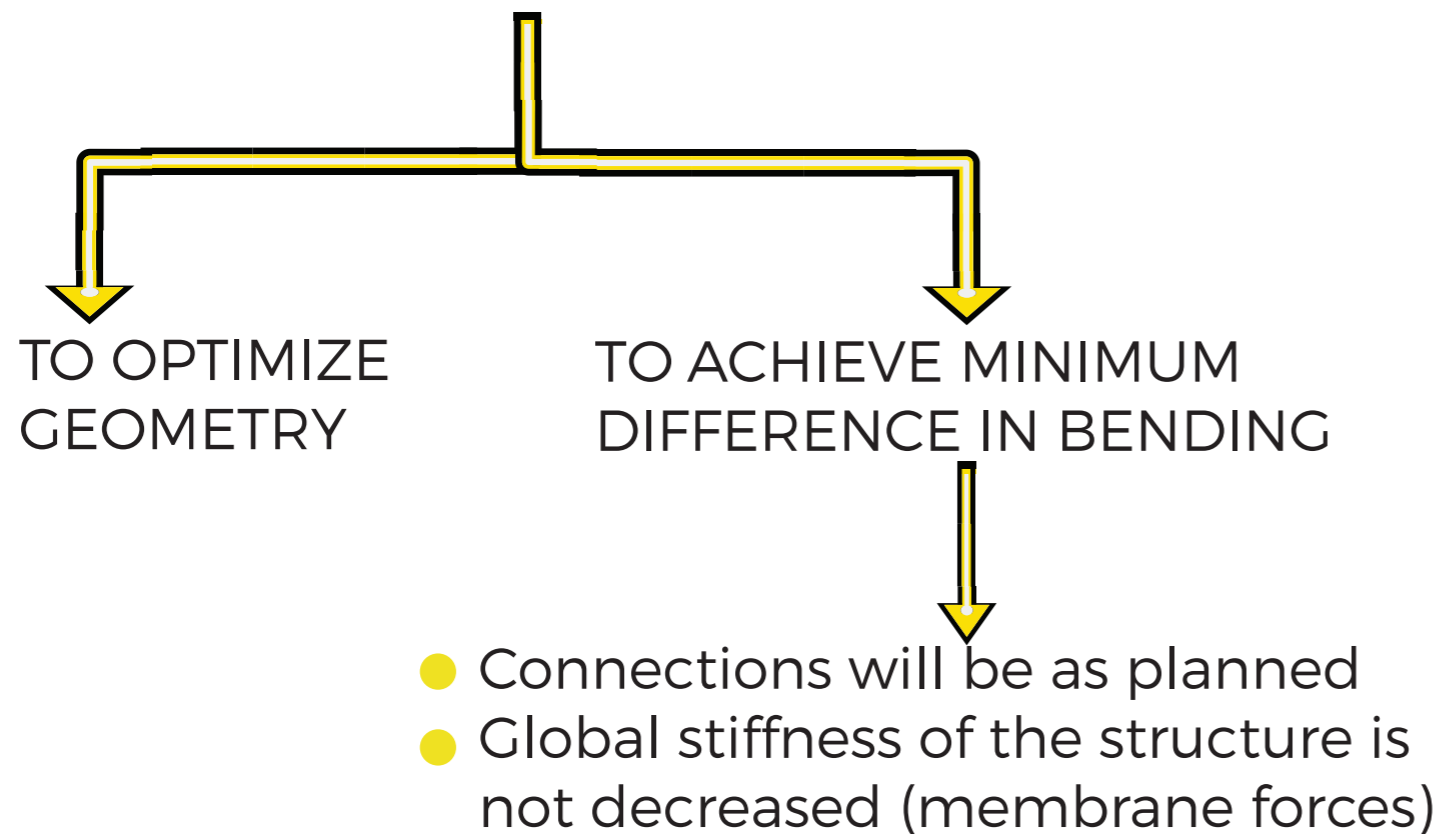 TO OPTIMIZE
GEOMETRY
TO ACHIEVE MINIMUM
DIFFERENCE IN BENDING
Connections will be as planned
Global stiffness of the structure is
not decreased (membrane forces)